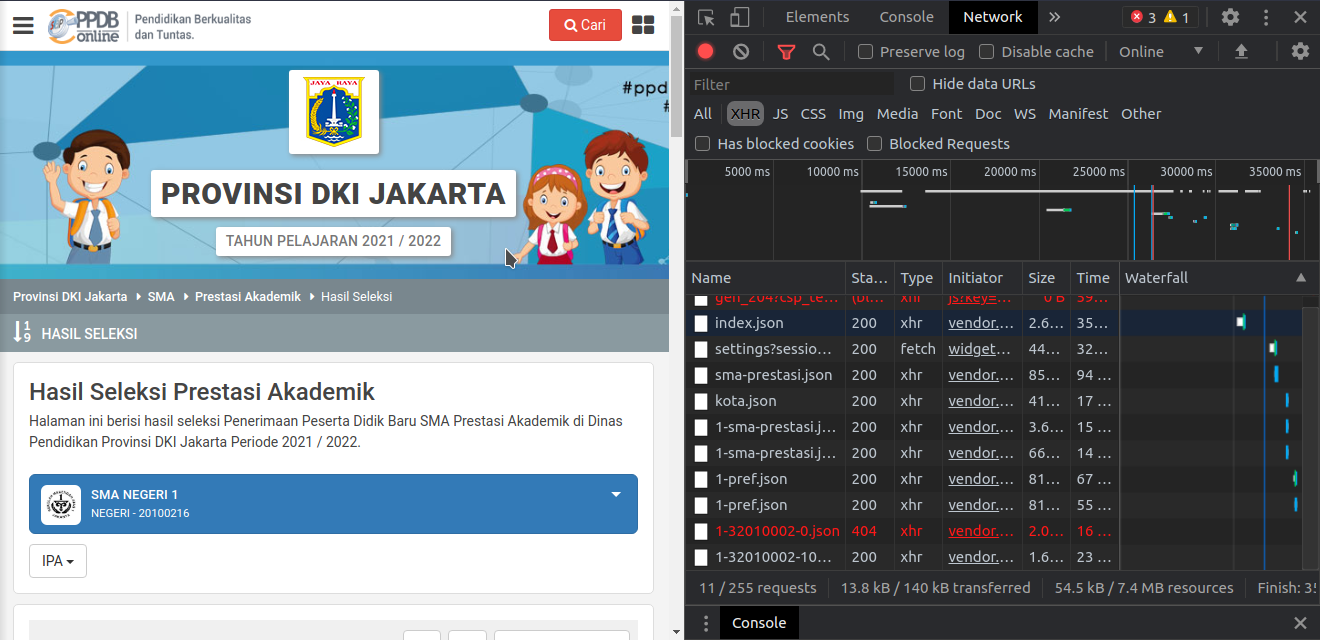 PPDB online
Pendidikan Berkualitas
dan Tuntas.
Cari
#ppd
#
JAYA RAYA
PROVINSI DKI JAKARTA
TAHUN PELAJARAN 2021 / 2022
Provinsi DKI Jakarta SMA Prestasi Akademik Hasil Seleksi
HASIL SELEKSI
Hasil Seleksi Prestasi Akademik
Halaman ini berisi hasil seleksi Penerimaan Peserta Didik Baru SMA Prestasi Akademik di Dinas
Pendidikan Provinsi DKI Jakarta Periode 2021 / 2022.
SMA NEGERI 1
NEGERI - 20100216
IPA
Elements Console Network 3 1
Preserve log Disable cache Online
Filter Hide data URLs
All XHR JS CSS Img Media Font Doc WS Manifest Other
Has blocked cookies Blocked Requests
5000 ms 10000 ms 15000 ms 20000 ms 25000 ms 30000 ms 35000 ms
Name Sta... Type Initiator Size Time Waterfall
gen_204?csp_te... (bl... xhr js?key=... 0 B 39...
index.json 200 xhr vendor.... 2.6... 35...
settings?sessio... 200 fetch widget... 44... 32...
sma-prestasi.json 200 xhr vendor.... 85... 94 ...
kota.json 200 xhr vendor.... 41... 17 ...
1-sma-prestasi.j... 200 xhr vendor.... 3.6... 15 ...
1-sma-prestasi.j... 200 xhr vendor.... 66... 14 ...
1-pref.json 200 xhr vendor.... 81... 67 ...
1-pref.json 200 xhr vendor.... 81... 55 ...
1-32010002-0.json 404 xhr vendor.... 2.0... 16 ...
1-32010002-10... 200 xhr vendor.... 1.6... 23 ...
11 / 255 requests 13.8 kB / 140 kB transferred 54.5 kB / 7.4 MB resources Finish: 35
Console